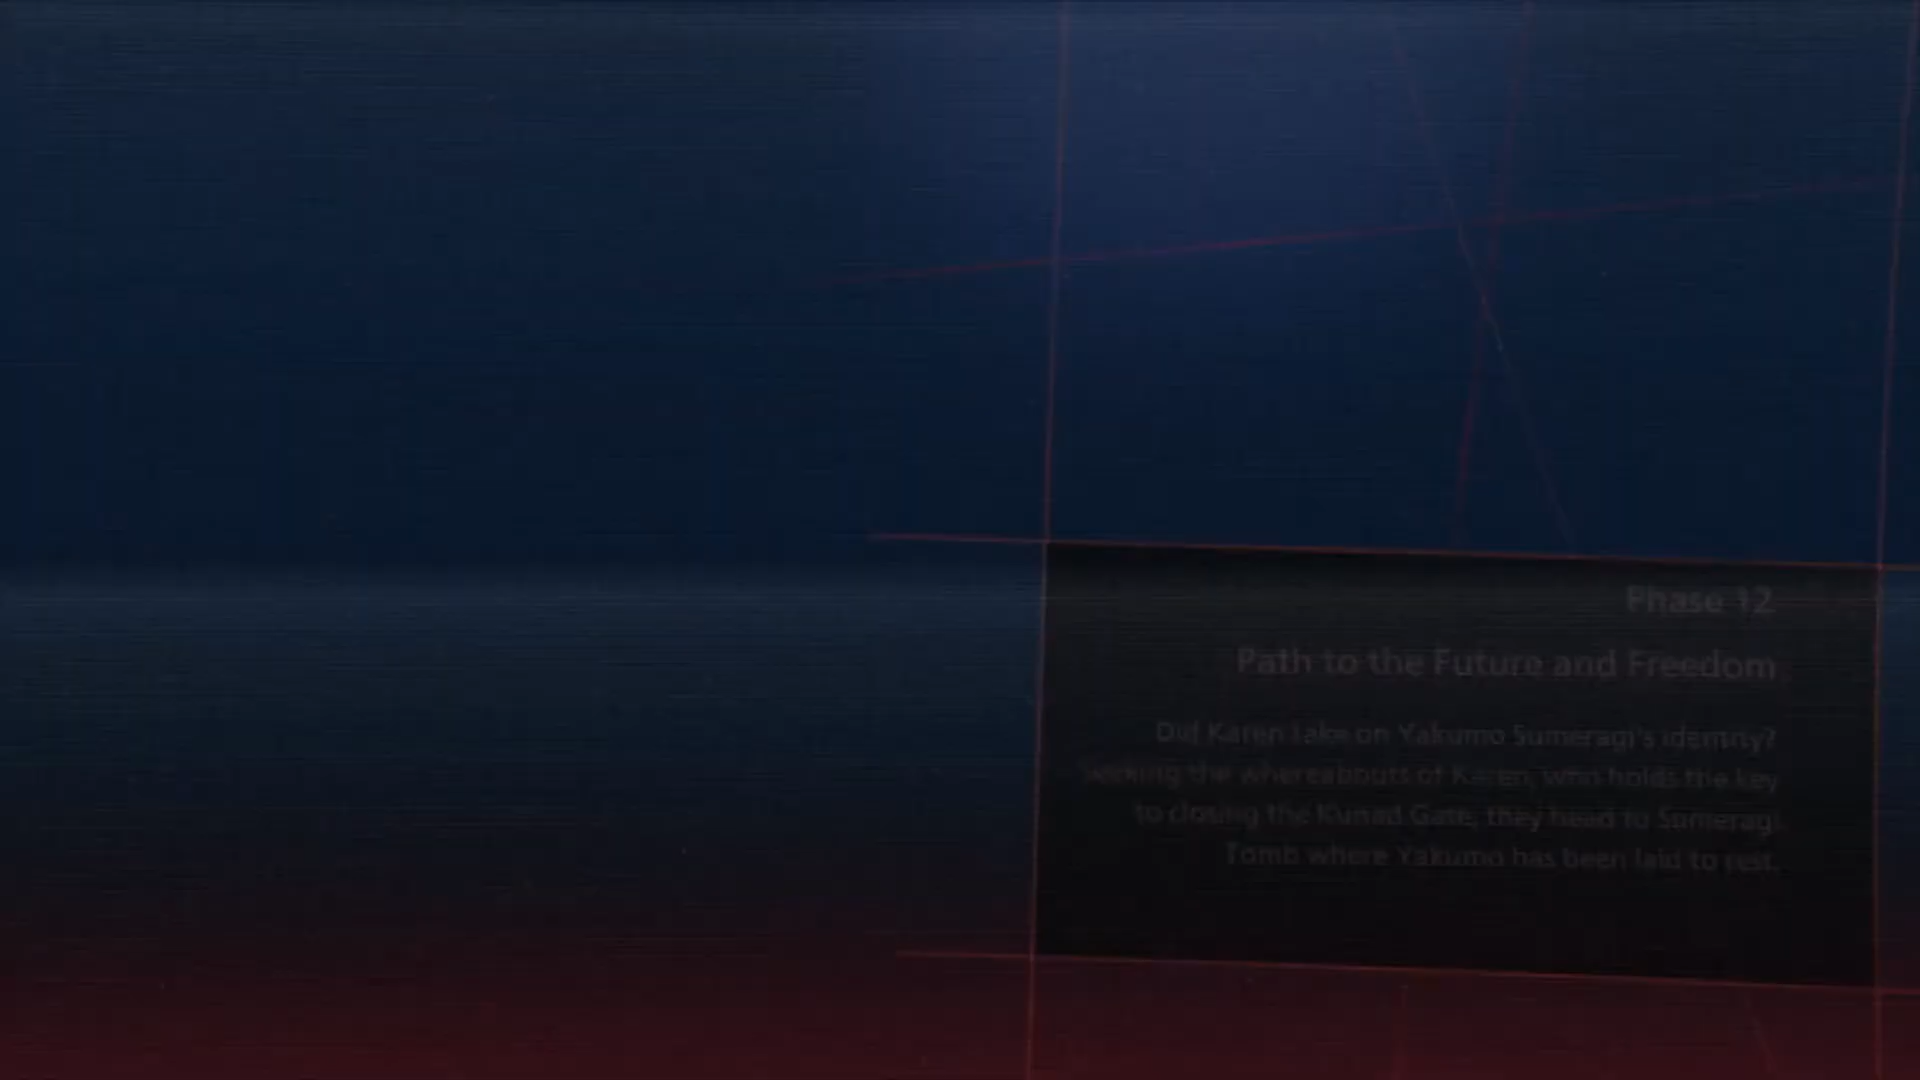 Phase 12
Path to the Future and Freedom
Did Karen take on Yakumo Sumeragi's identity?
Seeking the whereabouts of Karen, who holds the key
to closing the Kunad Gate, they head to Sumeragi
Tomb where Yakumo has been laid to rest.